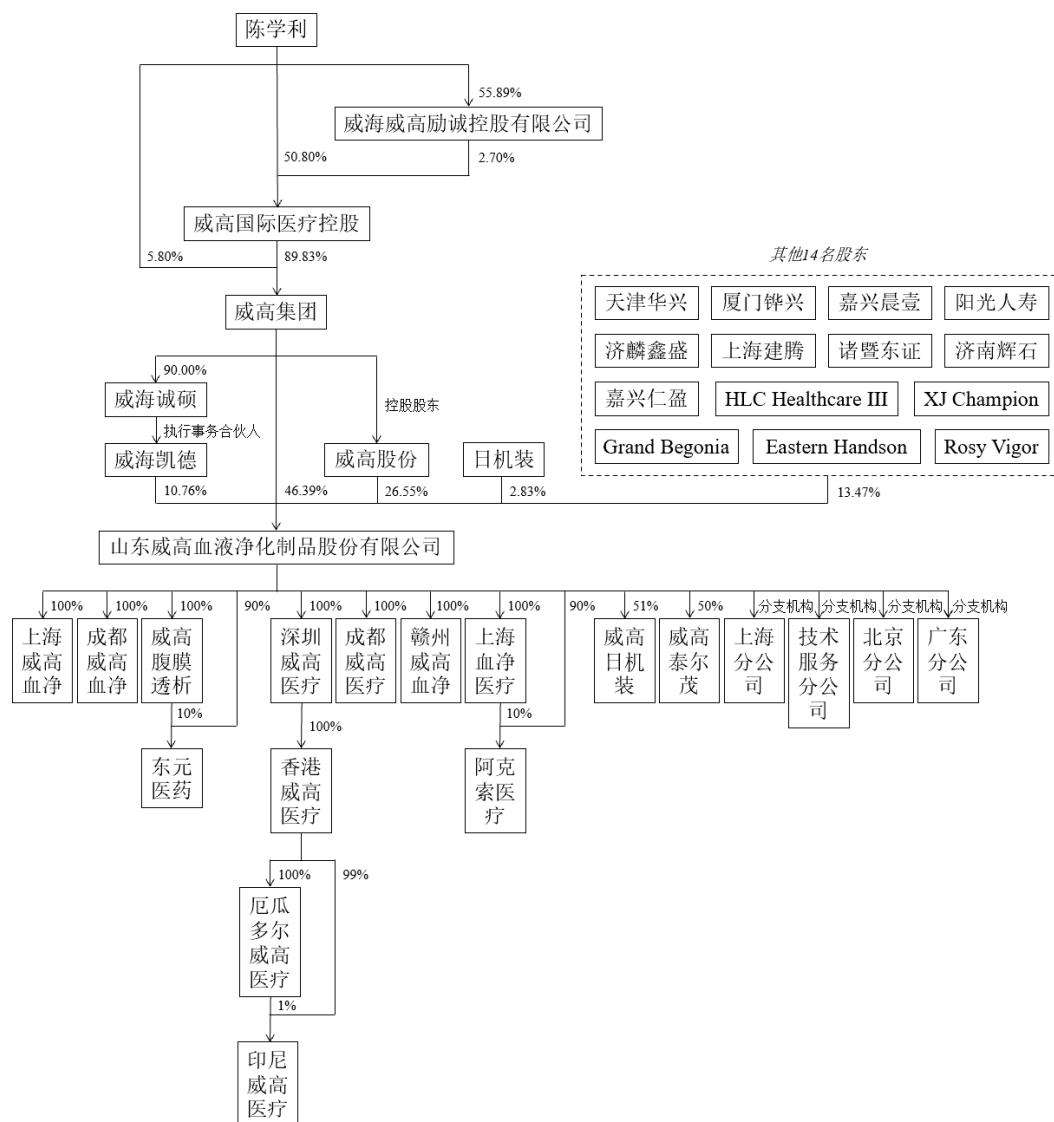 陈学利
55.89%
威海威高励诚控股有限公司
50.80%
2.70%
威高国际医疗控股
5.80%
89.83%
其他14名股东
威高集团
天津华兴
厦门铧兴
嘉兴晨壹
阳光人寿
济麟鑫盛
上海建腾
诸暨东证
济南辉石
90.00%
威海诚硕
控股股东
嘉兴仁盈
HLC Healthcare III
XJ Champion
执行事务合伙人
威海凯德
威高股份
日机装
Grand Begonia
Eastern Handson
Rosy Vigor
10.76%
46.39%
26.55%
2.83%
13.47%
山东威高血液净化制品股份有限公司
100%
100%
100%
90%
100%
100%
100%
100%
90%
51%
50%
分支机构
分支机构
分支机构
分支机构
上海
威高
血净
成都
威高
血净
威高
腹膜
透析
深圳
威高
医疗
成都
威高
医疗
赣州
威高
血净
上海
血净
医疗
威高
日机
装
威高
泰尔
茂
上海
分公
司
技术
服务
分公
司
北京
分公
司
广东
分公
司
10%
100%
10%
东元
医药
香港
威高
医疗
阿克
索医
疗
100%
99%
厄瓜
多尔
威高
医疗
1%
印尼
威高
医疗